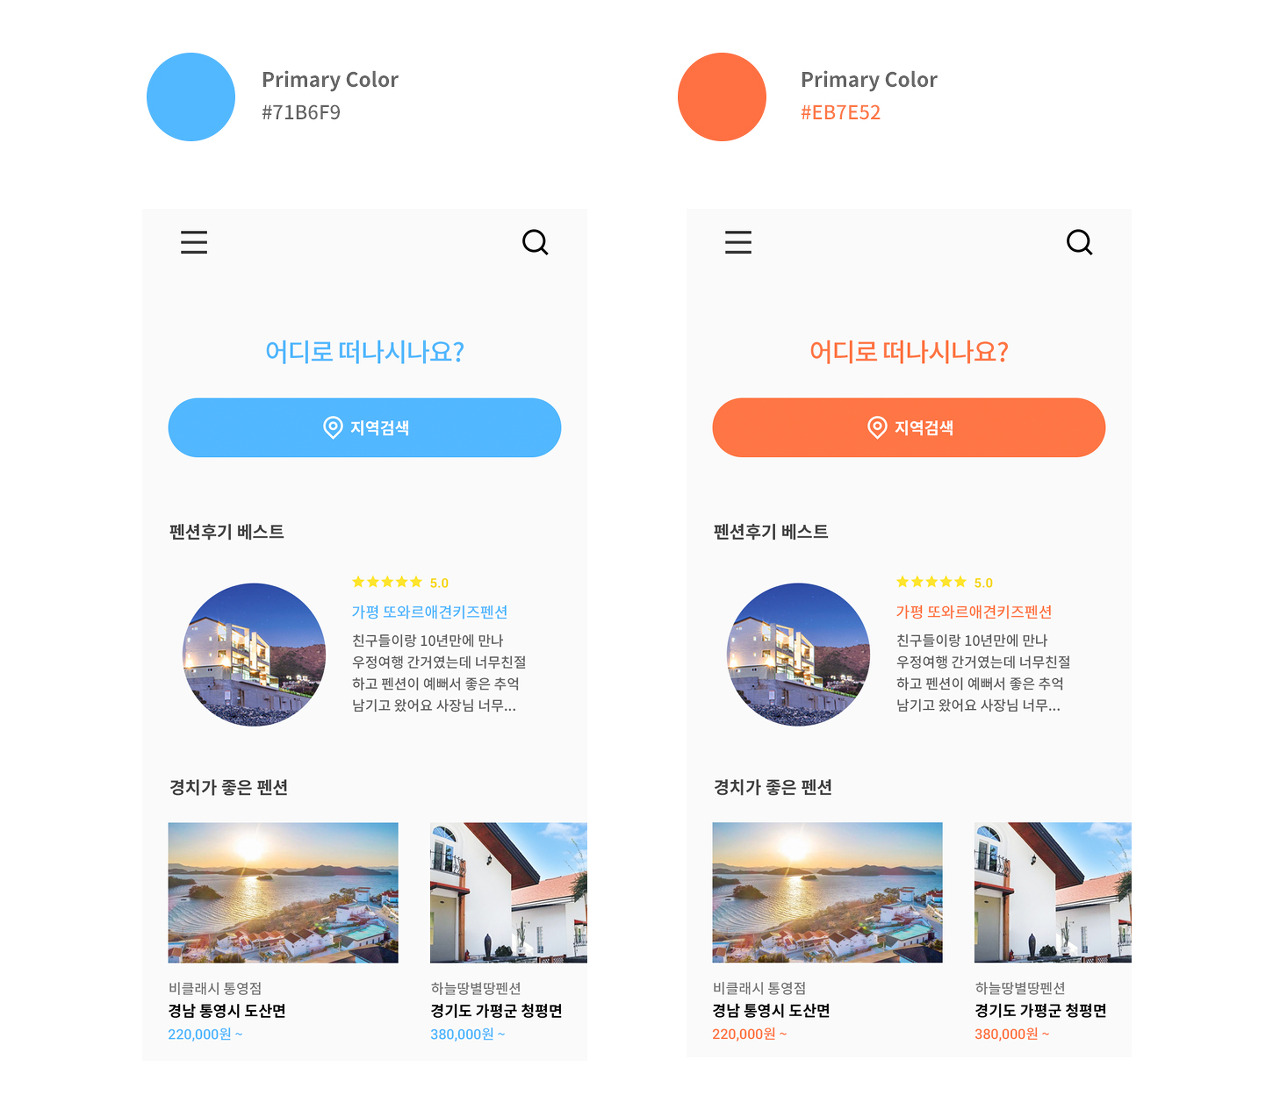 Primary Color
#71B6F9
Primary Color
#EB7E52
어디로 떠나시나요?
지역검색
펜션후기 베스트
5.0
가평 또와르애견키즈펜션
친구들이랑 10년만에 만나
우정여행 간거였는데 너무친절
하고 펜션이 예뻐서 좋은 추억
남기고 왔어요 사장님 너무...
경치가 좋은 펜션
비클래시 통영점
경남 통영시 도산면
220,000원 ~
하늘땅별땅펜션
경기도 가평군 청평면
380,000원 ~
어디로 떠나시나요?
지역검색
펜션후기 베스트
5.0
가평 또와르애견키즈펜션
친구들이랑 10년만에 만나
우정여행 간거였는데 너무친절
하고 펜션이 예뻐서 좋은 추억
남기고 왔어요 사장님 너무...
경치가 좋은 펜션
비클래시 통영점
경남 통영시 도산면
220,000원 ~
하늘땅별땅펜션
경기도 가평군 청평면
380,000원 ~